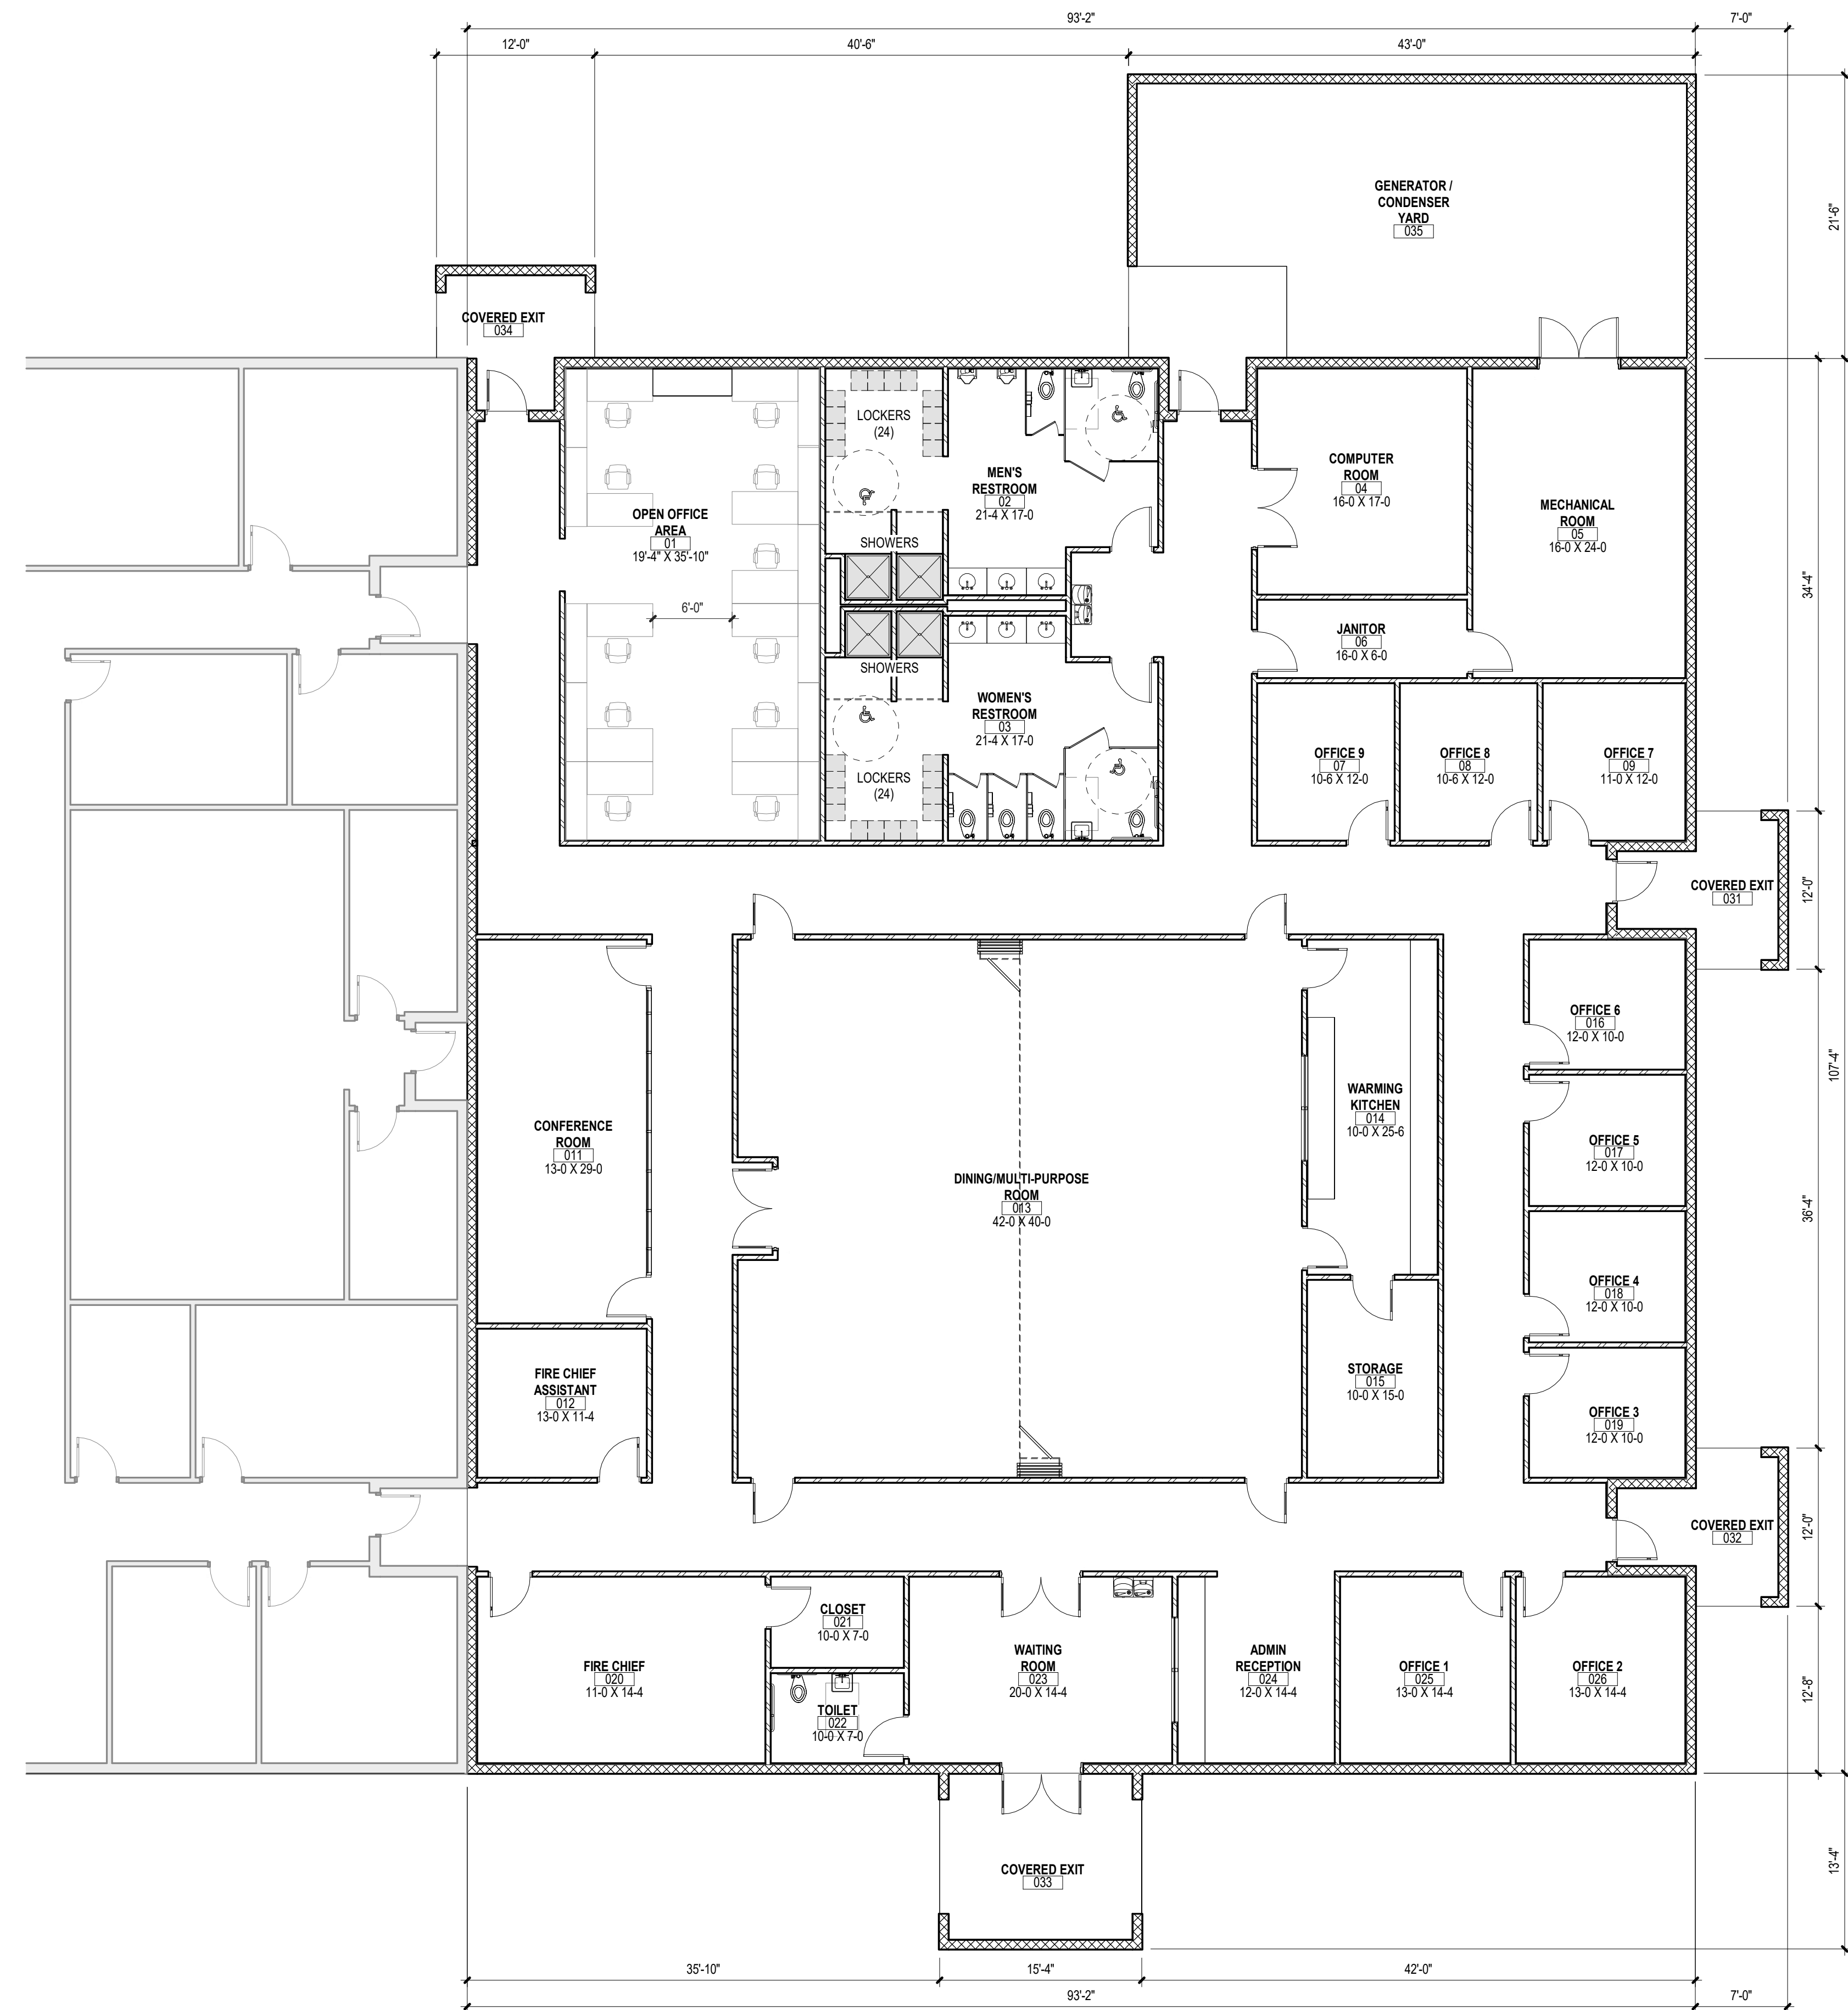 93'-2"
7'-0"
12'-0"
40'-6"
43'-0"
GENERATOR /
CONDENSER
YARD
035
21'-6"
COVERED EXIT
034
LOCKERS
(24)
MEN'S
RESTROOM
02
21-4 X 17-0
COMPUTER
ROOM
04
16-0 X 17-0
MECHANICAL
ROOM
05
16-0 X 24-0
OPEN OFFICE
AREA
01
19'-4" X 35'-10"
SHOWERS
6'-0"
34'-4"
JANITOR
06
16-0 X 6-0
SHOWERS
WOMEN'S
RESTROOM
03
21-4 X 17-0
LOCKERS
(24)
OFFICE 9
07
10-6 X 12-0
OFFICE 8
08
10-6 X 12-0
OFFICE 7
09
11-0 X 12-0
COVERED EXIT
031
12'-0"
OFFICE 6
016
12-0 X 10-0
107'-4"
WARMING
KITCHEN
014
10-0 X 25-6
CONFERENCE
ROOM
011
13-0 X 29-0
OFFICE 5
017
12-0 X 10-0
DINING/MULTI-PURPOSE
ROOM
013
42-0 X 40-0
36'-4"
OFFICE 4
018
12-0 X 10-0
FIRE CHIEF
ASSISTANT
012
13-0 X 11-4
STORAGE
015
10-0 X 15-0
OFFICE 3
019
12-0 X 10-0
COVERED EXIT
032
12'-0"
CLOSET
021
10-0 X 7-0
FIRE CHIEF
020
11-0 X 14-4
WAITING
ROOM
023
20-0 X 14-4
ADMIN
RECEPTION
024
12-0 X 14-4
OFFICE 1
025
13-0 X 14-4
OFFICE 2
026
13-0 X 14-4
12'-8"
TOILET
022
10-0 X 7-0
COVERED EXIT
033
13'-4"
35'-10"
15'-4"
42'-0"
93'-2"
7'-0"